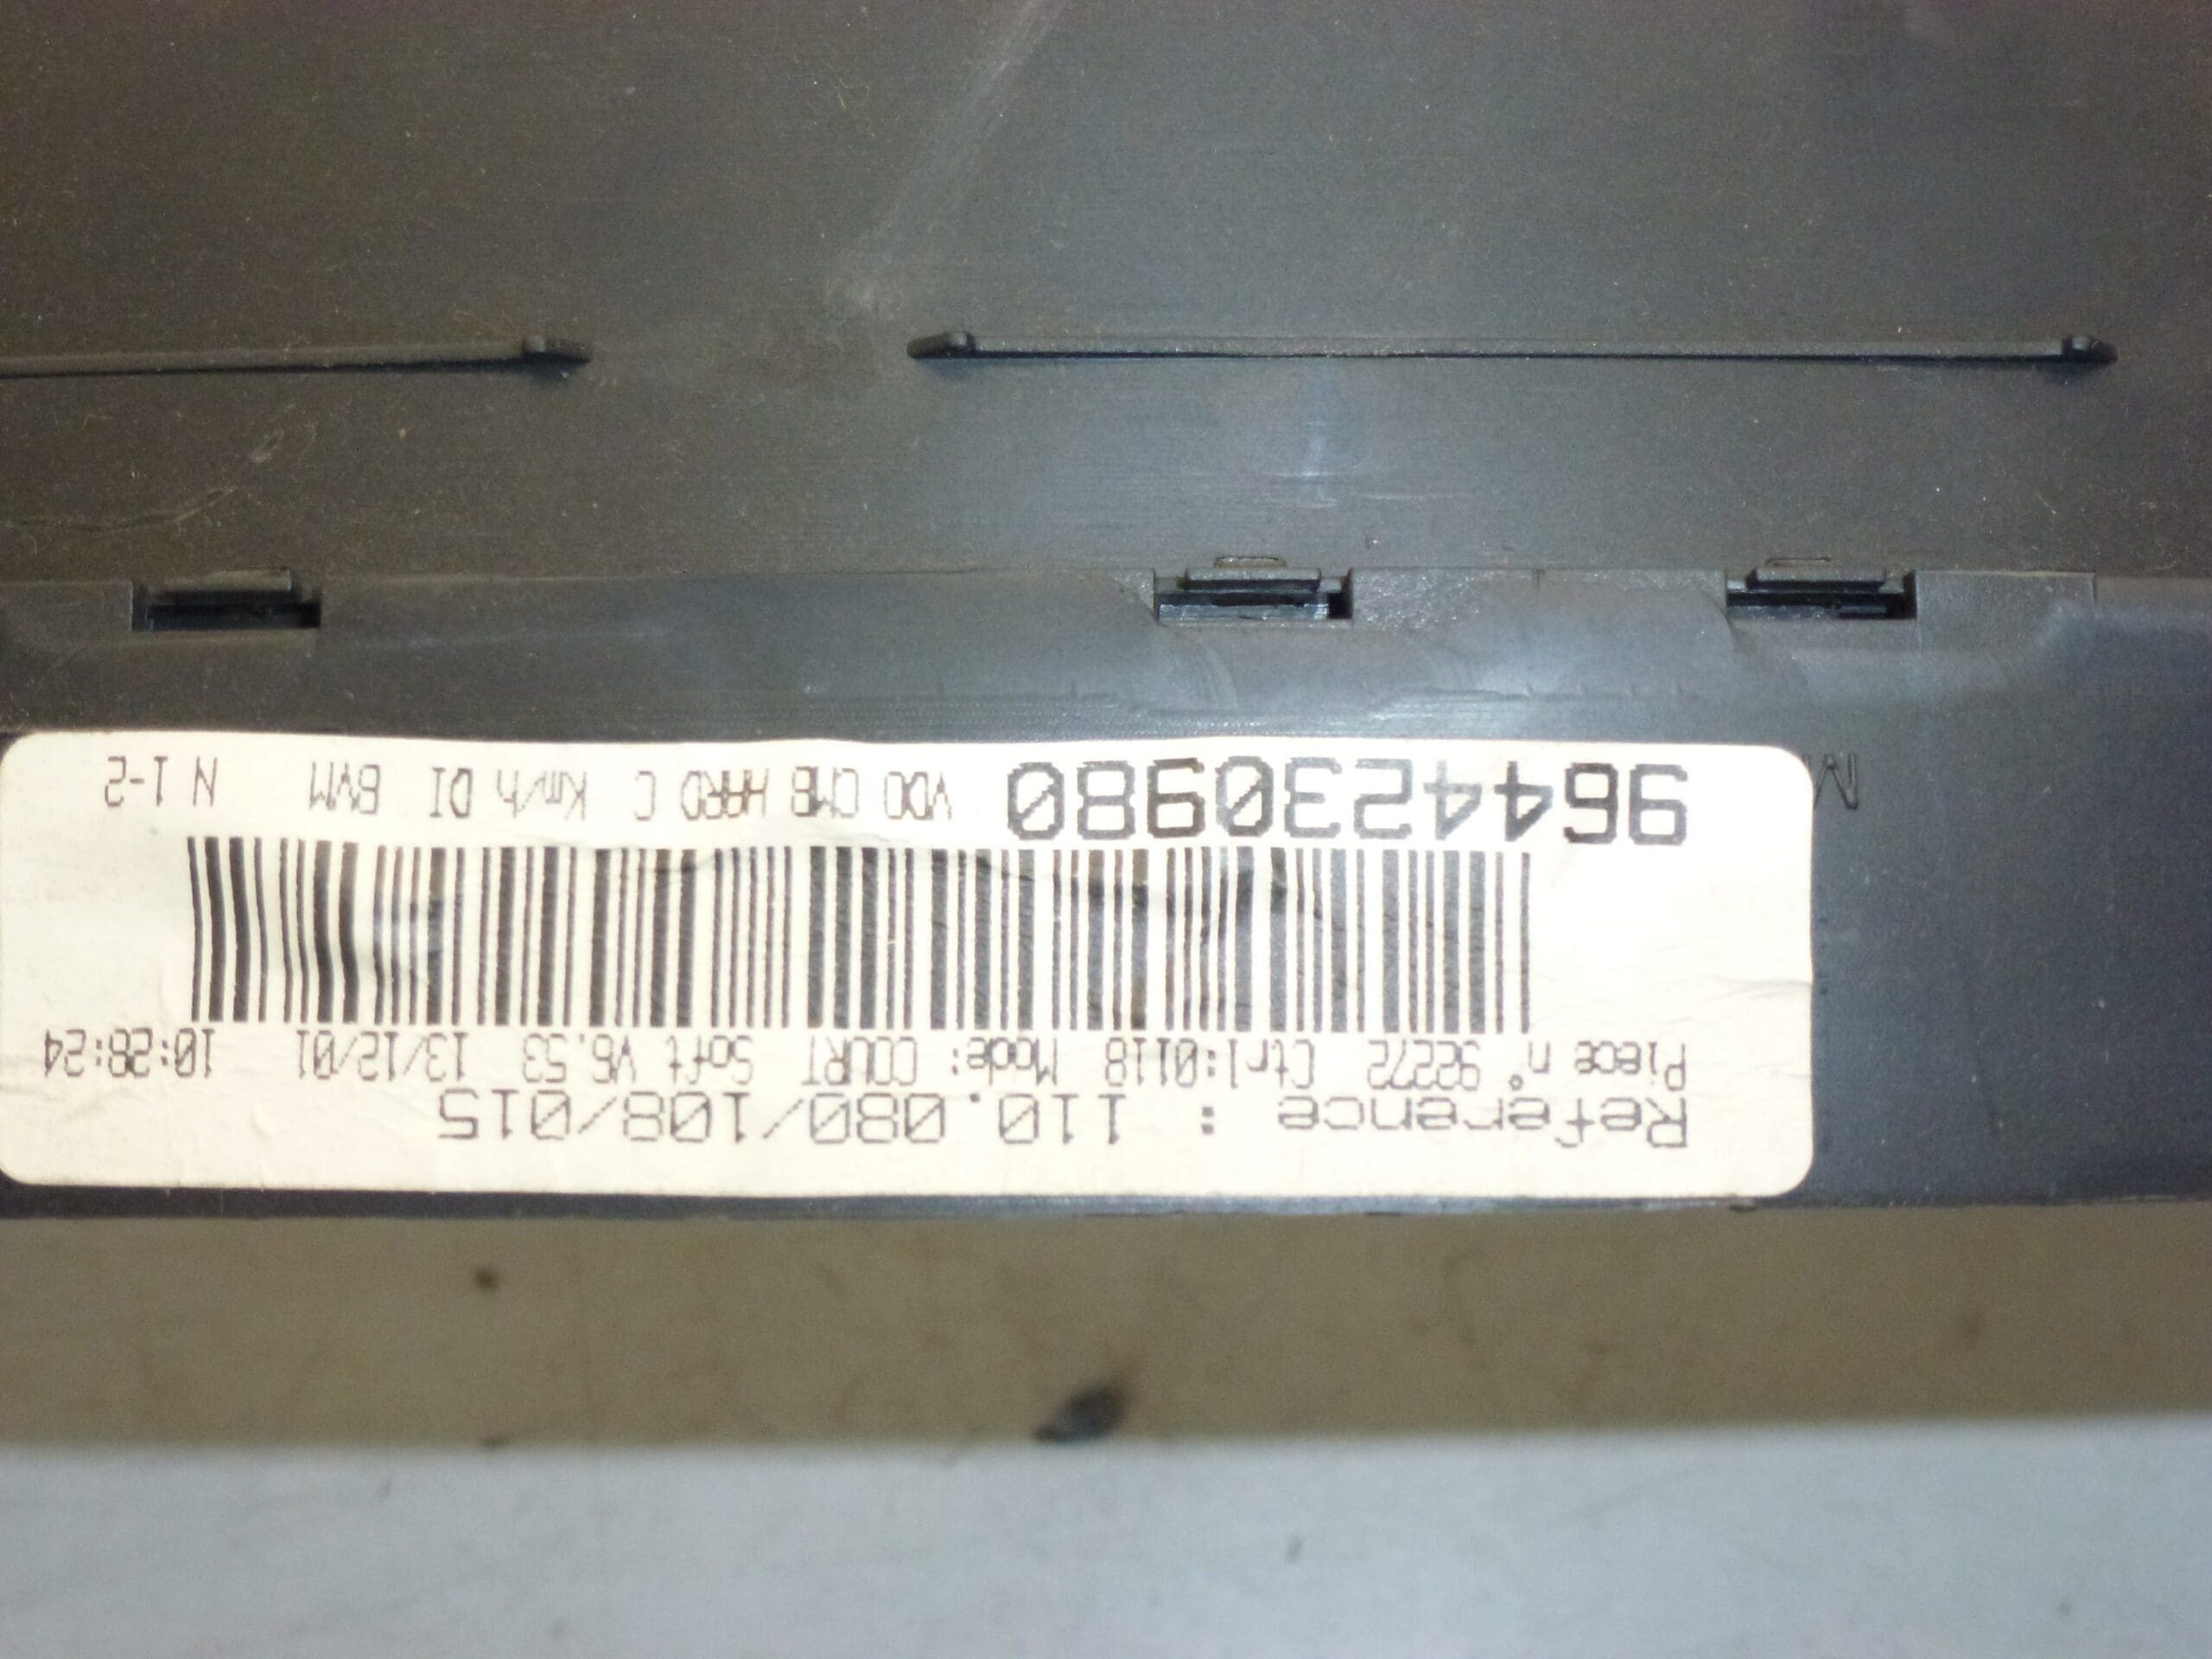 Reference : 110.080/108/015
Piece n° 92272 Ctrl:0118 Mode: COURT Soft V6.53 13/12/01 10:28:24
9644230980 VDO CMB HARD C Km/h DI BVM N 1-2